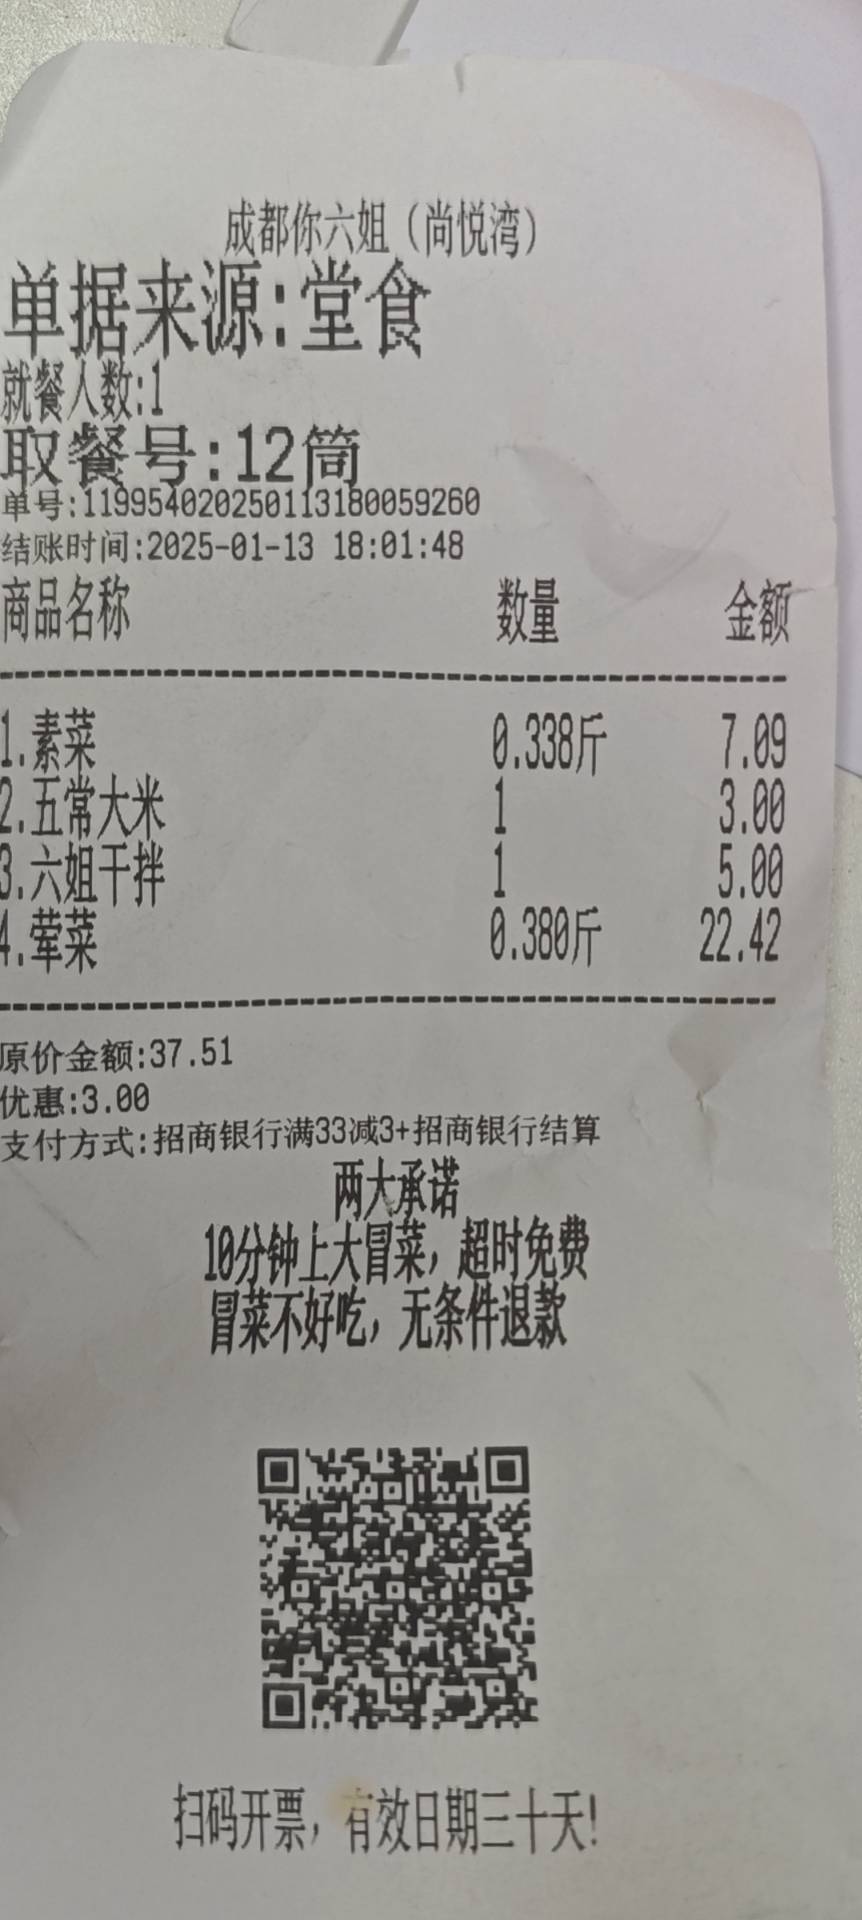 成都你六姐（尚悦湾）
单据来源:堂食
就餐人数:1
取餐号:12筒
单号:119954020250113180059260
结账时间:2025-01-13 18:01:48
商品名称 数量 金额
1.素菜 0.338斤 7.09
2.五常大米 1 3.00
3.六姐干拌 1 5.00
4.荤菜 0.380斤 22.42
原价金额:37.51
优惠:3.00
支付方式:招商银行满33减3+招商银行结算
两大承诺
10分钟上大冒菜，超时免费
冒菜不好吃，无条件退款
扫码开票，有效日期三十天!